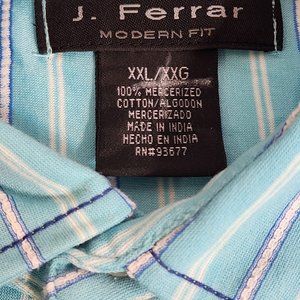 J. Ferrar
MODERN FIT
XXL/XXG
100% MERCERIZED
COTTON/ALGODON
MERCERIZADO
MADE IN INDIA
HECHO EN INDIA
RN#93677